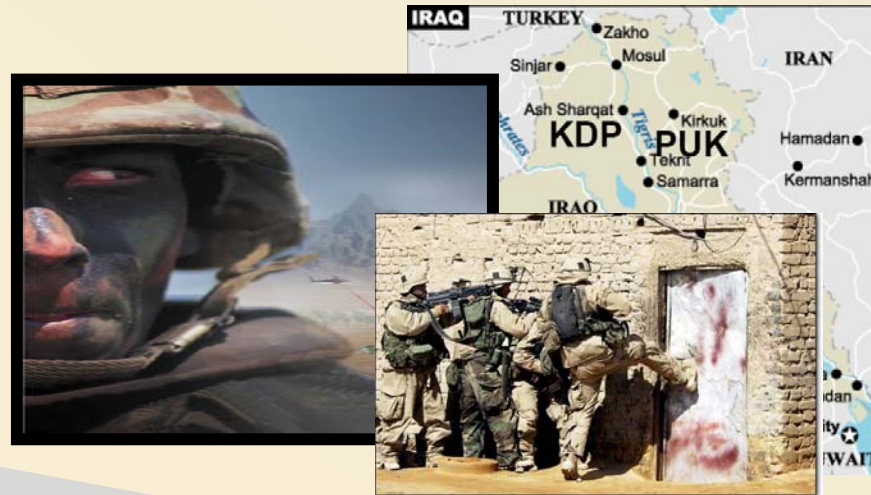 IRAQ
TURKEY
Zakho
Sinjar
Mosul
IRAN
Ash Sharqat
Kirkuk
KDP
Tigris
PUK
Hamadan
Tekrit
Kermanshah
Samarra
IRAQ